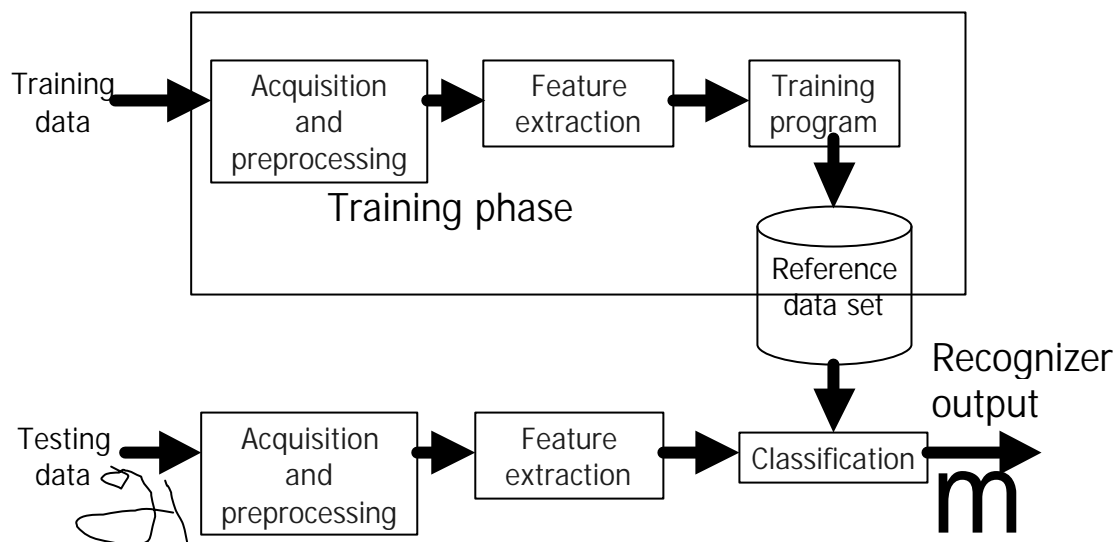 Training
data
Acquisition
and
preprocessing
Feature
extraction
Training
program
Training phase
Reference
data set
Recognizer
output
Testing
data
Acquisition
and
preprocessing
Feature
extraction
Classification
m